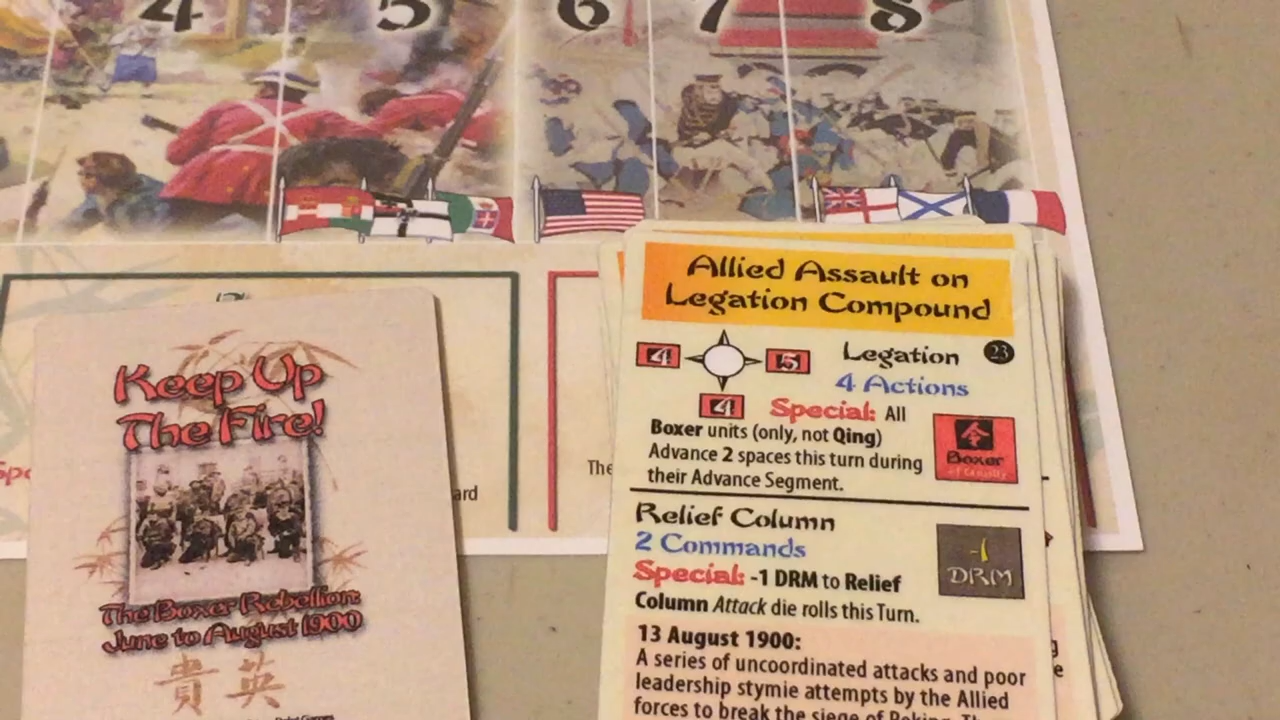 4 5 6 7 8
Keep Up
The Fire!
The Boxer Rebellion:
June to August 1900
貴英
ard
The
Allied Assault on
Legation Compound
4 5 Legation 23
4 Actions
4 Special: All
Boxer units (only, not Qing)
Advance 2 spaces this turn during
their Advance Segment.
Boxer
Relief Column
2 Commands
Special: -1 DRM to Relief
Column Attack die rolls this Turn.
-1
DRM
13 August 1900:
A series of uncoordinated attacks and poor
leadership stymie attempts by the Allied
forces to break the siege of Peking.